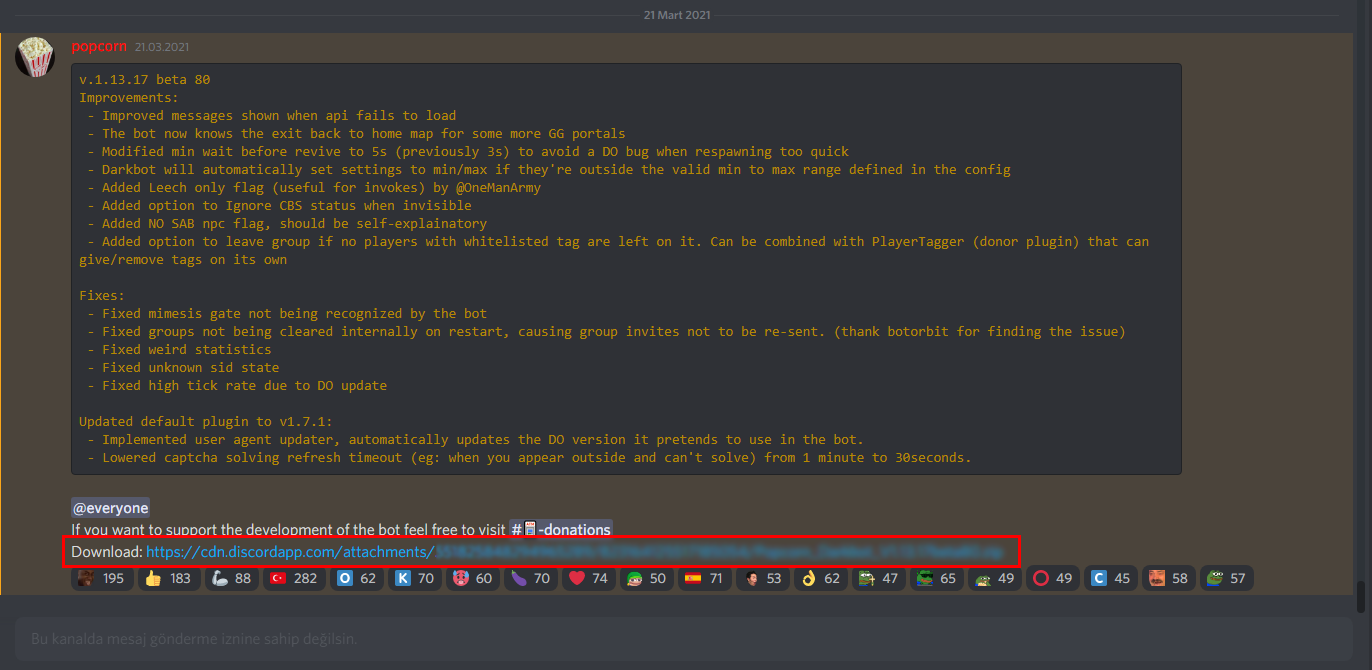 21 Mart 2021
popcorn 21.03.2021
v.1.13.17 beta 80
Improvements:
- Improved messages shown when api fails to load
- The bot now knows the exit back to home map for some more GG portals
- Modified min wait before revive to 5s (previously 3s) to avoid a DO bug when respawning too quick
- Darkbot will automatically set settings to min/max if they're outside the valid min to max range defined in the config
- Added Leech only flag (useful for invokes) by @OneManArmy
- Added option to Ignore CBS status when invisible
- Added NO SAB npc flag, should be self-explainatory
- Added option to leave group if no players with whitelisted tag are left on it. Can be combined with PlayerTagger (donor plugin) that can
give/remove tags on its own
Fixes:
- Fixed mimesis gate not being recognized by the bot
- Fixed groups not being cleared internally on restart, causing group invites not to be re-sent. (thank botorbit for finding the issue)
- Fixed weird statistics
- Fixed unknown sid state
- Fixed high tick rate due to DO update
Updated default plugin to v1.7.1:
- Implemented user agent updater, automatically updates the DO version it pretends to use in the bot.
- Lowered captcha solving refresh timeout (eg: when you appear outside and can't solve) from 1 minute to 30seconds.
@everyone
If you want to support the development of the bot feel free to visit #-donations
Download: https://cdn.discordapp.com/attachments/
195 183 88 282 O 62 K 70 60 70 74 50 71 53 62 47 65 49 49 C 45 58 57
Bu kanalda mesaj gönderme iznine sahip değilsin.